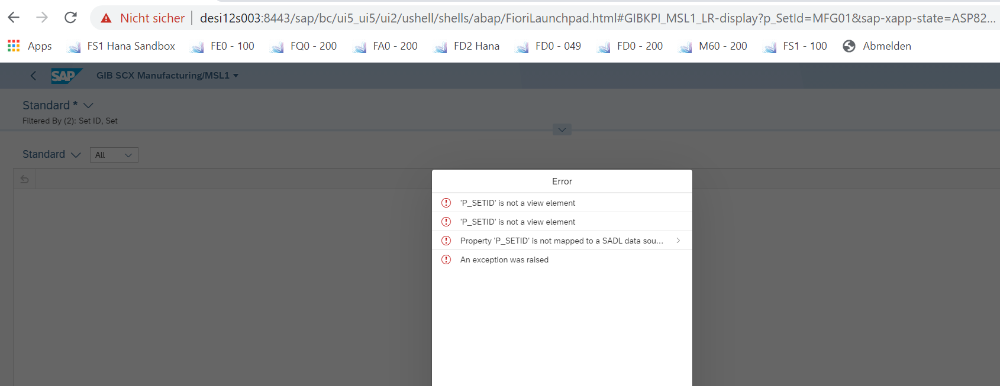 Nicht sicher desi12s003:8443/sap/bc/ui5_ui5/ui2/ushell/shells/abap/FioriLaunchpad.html#GIBKPI_MSL1_LR-display?p_SetId=MFG01&sap-xapp-state=ASP82...
Apps FS1 Hana Sandbox FE0 - 100 FQ0 - 200 FA0 - 200 FD2 Hana FD0 - 049 FD0 - 200 M60 - 200 FS1 - 100 Abmelden
SAP GIB SCX Manufacturing/MSL1
Standard *
Filtered By (2): Set ID, Set
Standard All
Error
'P_SETID' is not a view element
'P_SETID' is not a view element
Property 'P_SETID' is not mapped to a SADL data sou...
An exception was raised